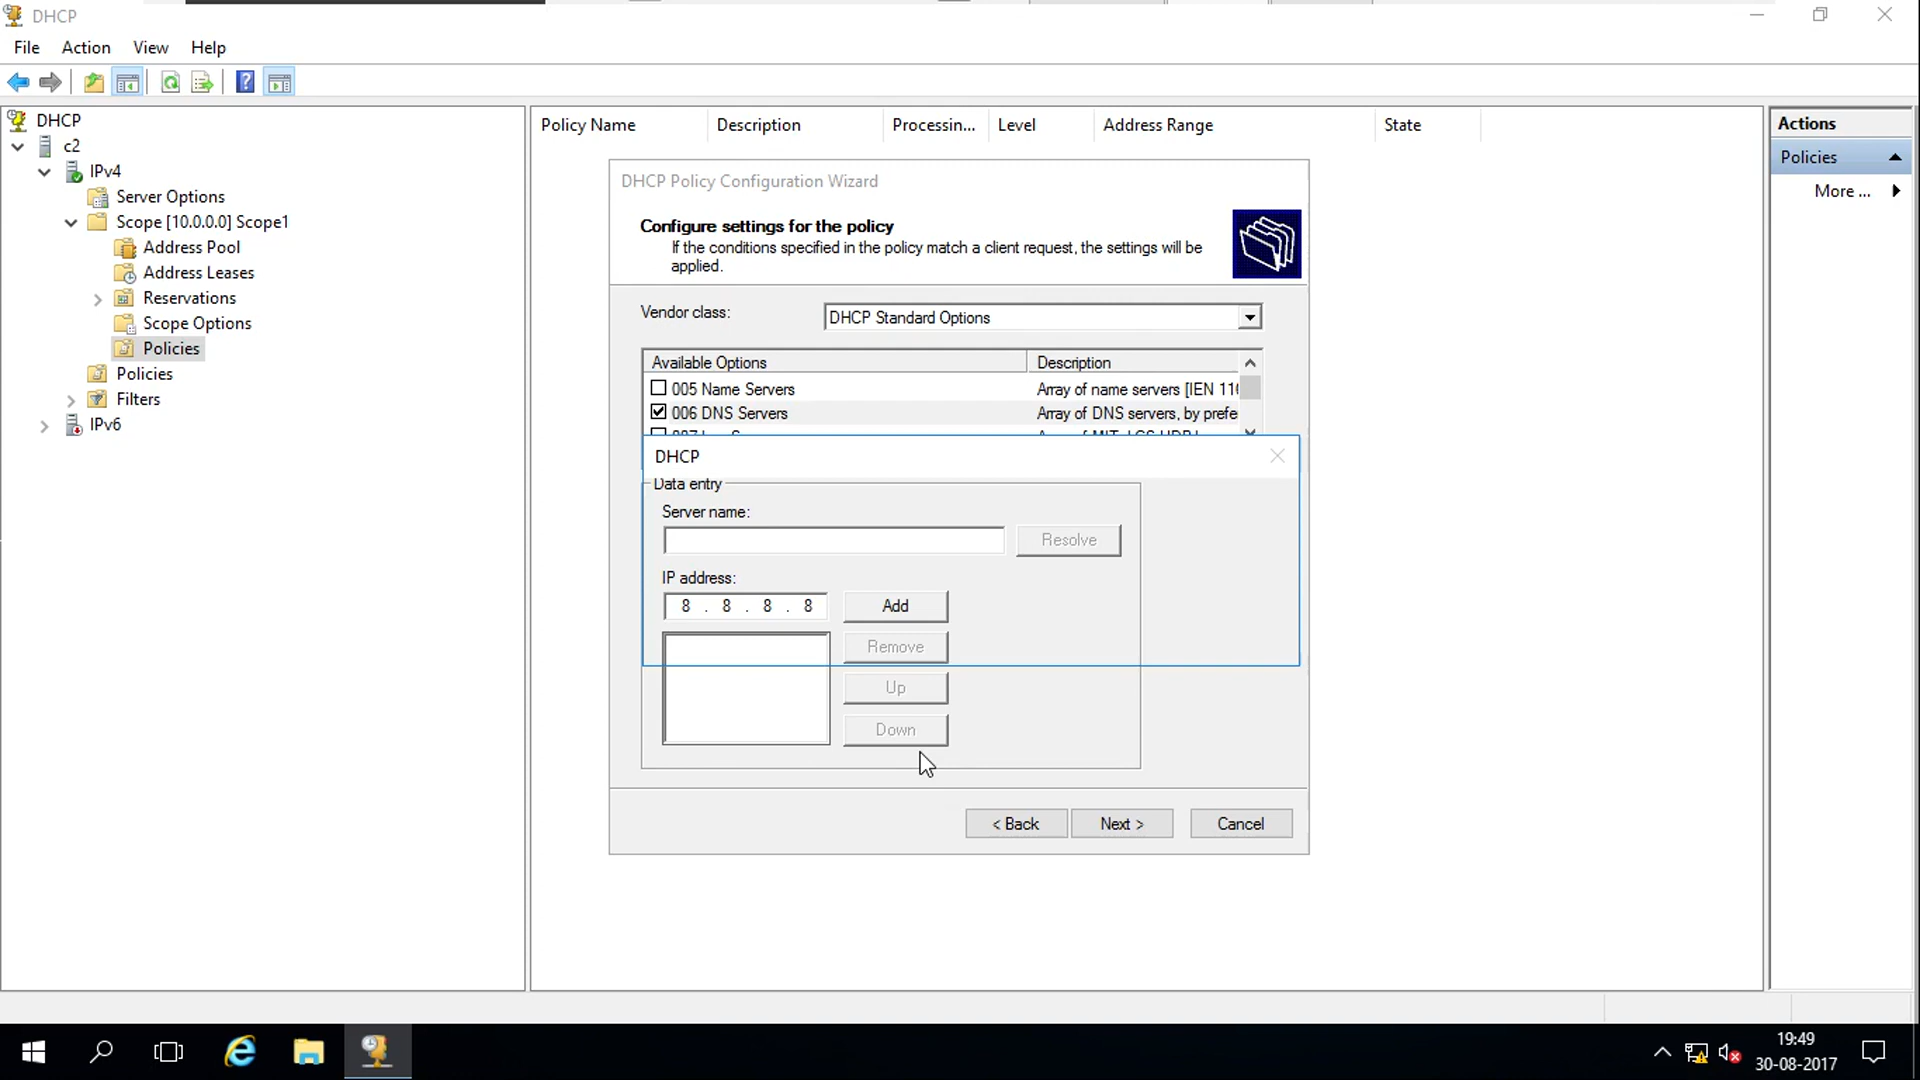 DHCP
File Action View Help
DHCP
c2
IPv4
Server Options
Scope [10.0.0.0] Scope1
Address Pool
Address Leases
Reservations
Scope Options
Policies
Policies
Filters
IPv6
Policy Name Description Processin... Level Address Range State
DHCP Policy Configuration Wizard
Configure settings for the policy
If the conditions specified in the policy match a client request, the settings will be
applied.
Vendor class: DHCP Standard Options
Available Options Description
005 Name Servers Array of name servers [IEN 116
006 DNS Servers Array of DNS servers, by prefe
DHCP
Data entry
Server name:
Resolve
IP address:
8 . 8 . 8 . 8 Add
Remove
Up
Down
< Back Next > Cancel
Actions
Policies
More ...
19:49
30-08-2017